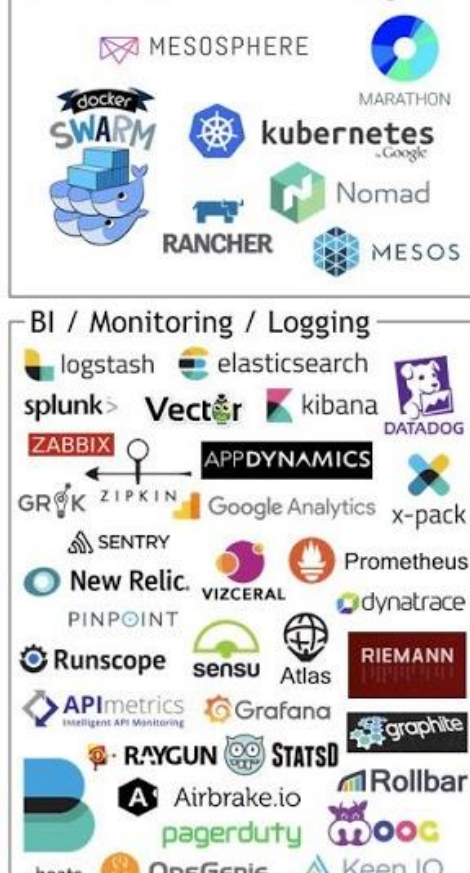 MESOSPHERE
MARATHON
docker
SWARM
kubernetes
by Google
Nomad
RANCHER
MESOS
BI / Monitoring / Logging
logstash
elasticsearch
splunk>
Vector
kibana
DATADOG
ZABBIX
APPDYNAMICS
GROK
ZIPKIN
Google Analytics
x-pack
SENTRY
Prometheus
New Relic.
VIZCERAL
dynatrace
PINPOINT
Runscope
sensu
Atlas
RIEMANN
APImetrics
Intelligent API Monitoring
Grafana
graphite
RAYGUN
STATSD
Rollbar
A
Airbrake.io
pagerduty
MOOG
beats
OpsGenie
Keen IO